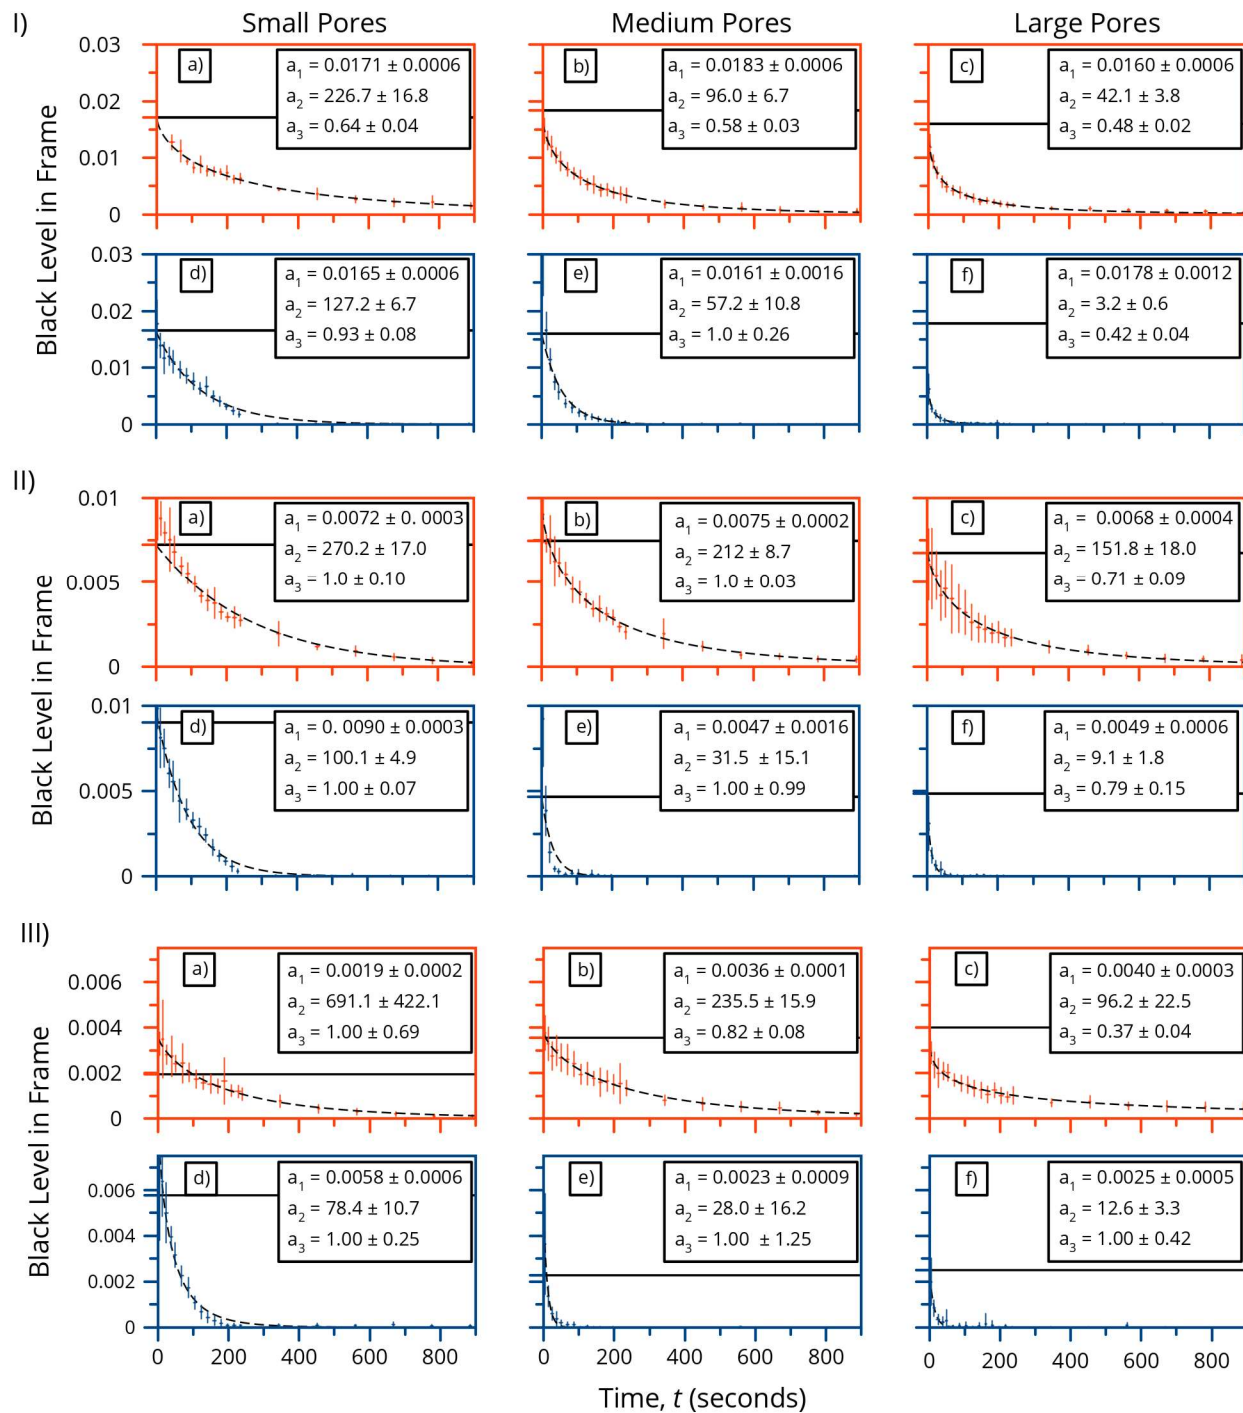 I)
Small Pores
Medium Pores
Large Pores
Black Level in Frame
0.03
0.02
0.01
0
a)
a1 = 0.0171 ± 0.0006
a2 = 226.7 ± 16.8
a3 = 0.64 ± 0.04
b)
a1 = 0.0183 ± 0.0006
a2 = 96.0 ± 6.7
a3 = 0.58 ± 0.03
c)
a1 = 0.0160 ± 0.0006
a2 = 42.1 ± 3.8
a3 = 0.48 ± 0.02
0.03
0.02
0.01
0
d)
a1 = 0.0165 ± 0.0006
a2 = 127.2 ± 6.7
a3 = 0.93 ± 0.08
e)
a1 = 0.0161 ± 0.0016
a2 = 57.2 ± 10.8
a3 = 1.0 ± 0.26
f)
a1 = 0.0178 ± 0.0012
a2 = 3.2 ± 0.6
a3 = 0.42 ± 0.04
II)
Black Level in Frame
0.01
0.005
0
a)
a1 = 0.0072 ± 0. 0003
a2 = 270.2 ± 17.0
a3 = 1.0 ± 0.10
b)
a1 = 0.0075 ± 0.0002
a2 = 212 ± 8.7
a3 = 1.0 ± 0.03
c)
a1 = 0.0068 ± 0.0004
a2 = 151.8 ± 18.0
a3 = 0.71 ± 0.09
0.01
0.005
0
d)
a1 = 0. 0090 ± 0.0003
a2 = 100.1 ± 4.9
a3 = 1.00 ± 0.07
e)
a1 = 0.0047 ± 0.0016
a2 = 31.5 ± 15.1
a3 = 1.00 ± 0.99
f)
a1 = 0.0049 ± 0.0006
a2 = 9.1 ± 1.8
a3 = 0.79 ± 0.15
III)
Black Level in Frame
0.006
0.004
0.002
0
a)
a1 = 0.0019 ± 0.0002
a2 = 691.1 ± 422.1
a3 = 1.00 ± 0.69
b)
a1 = 0.0036 ± 0.0001
a2 = 235.5 ± 15.9
a3 = 0.82 ± 0.08
c)
a1 = 0.0040 ± 0.0003
a2 = 96.2 ± 22.5
a3 = 0.37 ± 0.04
0.006
0.004
0.002
0
d)
a1 = 0.0058 ± 0.0006
a2 = 78.4 ± 10.7
a3 = 1.00 ± 0.25
e)
a1 = 0.0023 ± 0.0009
a2 = 28.0 ± 16.2
a3 = 1.00 ± 1.25
f)
a1 = 0.0025 ± 0.0005
a2 = 12.6 ± 3.3
a3 = 1.00 ± 0.42
0 200 400 600 800
0 200 400 600 800
0 200 400 600 800
Time, t (seconds)